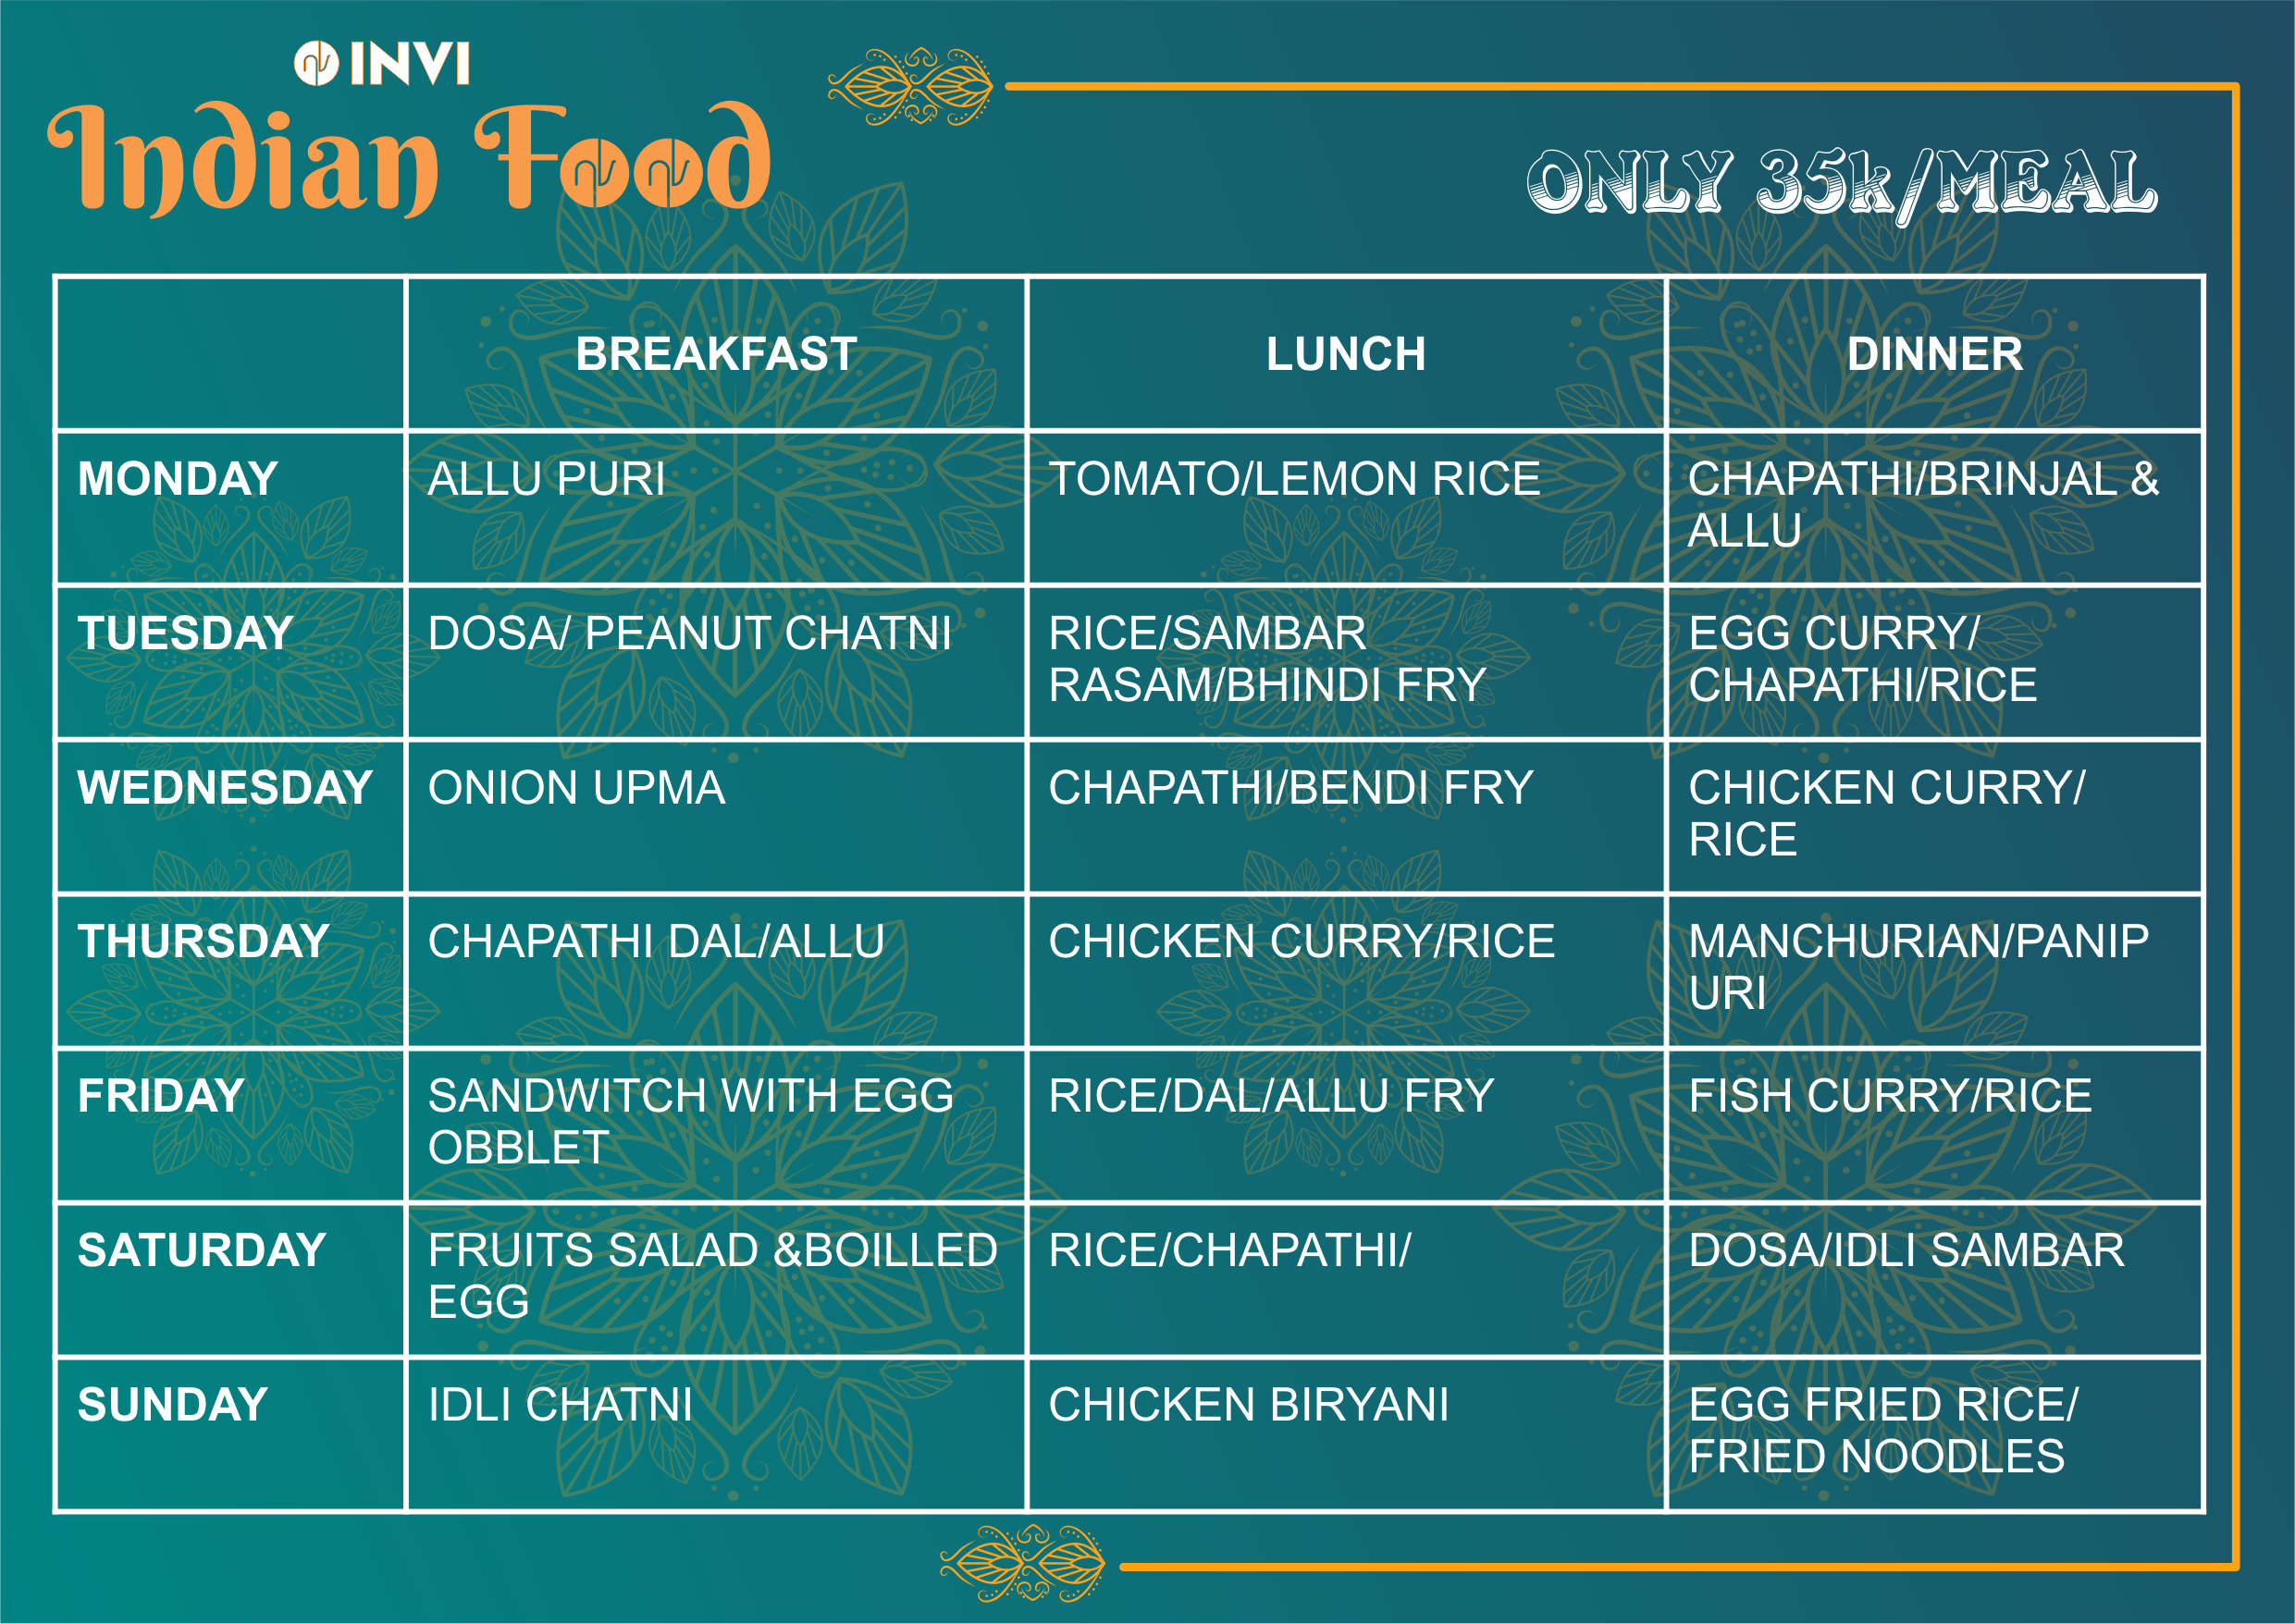 INVI
Indian Food
ONLY 35k/MEAL
BREAKFAST
LUNCH
DINNER
MONDAY
ALLU PURI
TOMATO/LEMON RICE
CHAPATHI/BRINJAL &
ALLU
TUESDAY
DOSA/ PEANUT CHATNI
RICE/SAMBAR
RASAM/BHINDI FRY
EGG CURRY/
CHAPATHI/RICE
WEDNESDAY
ONION UPMA
CHAPATHI/BENDI FRY
CHICKEN CURRY/
RICE
THURSDAY
CHAPATHI DAL/ALLU
CHICKEN CURRY/RICE
MANCHURIAN/PANIP
URI
FRIDAY
SANDWITCH WITH EGG
OBBLET
RICE/DAL/ALLU FRY
FISH CURRY/RICE
SATURDAY
FRUITS SALAD &BOILLED
EGG
RICE/CHAPATHI/
DOSA/IDLI SAMBAR
SUNDAY
IDLI CHATNI
CHICKEN BIRYANI
EGG FRIED RICE/
FRIED NOODLES